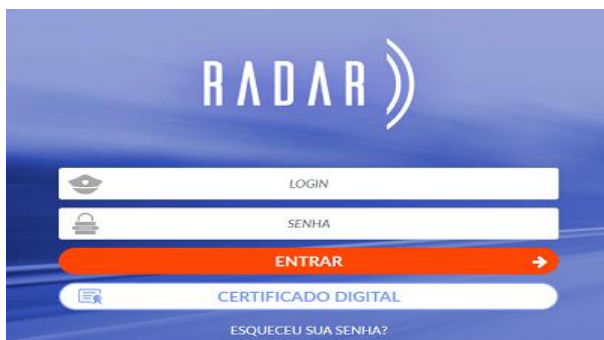 RADAR
LOGIN
SENHA
ENTRAR
CERTIFICADO DIGITAL
ESQUECEU SUA SENHA?